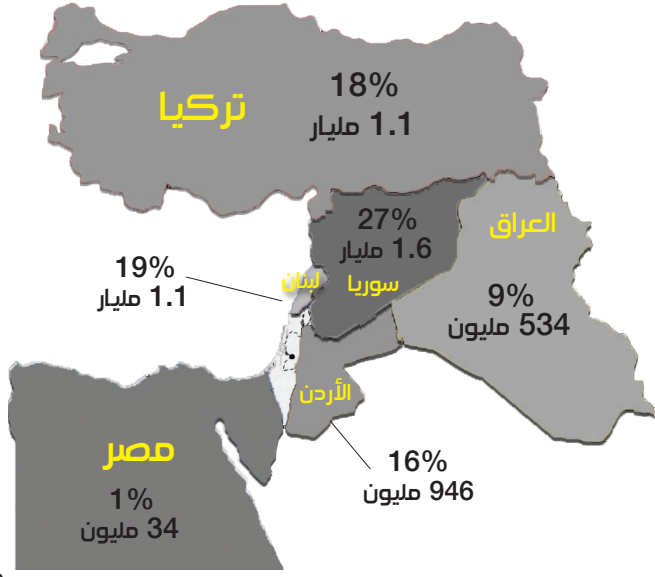 18%
تركيا
1.1 مليار
27%
1.6 مليار
سوريا
العراق
9%
534 مليون
19%
1.1 مليار
لبنان
الأردن
16%
946 مليون
مصر
1%
34 مليون